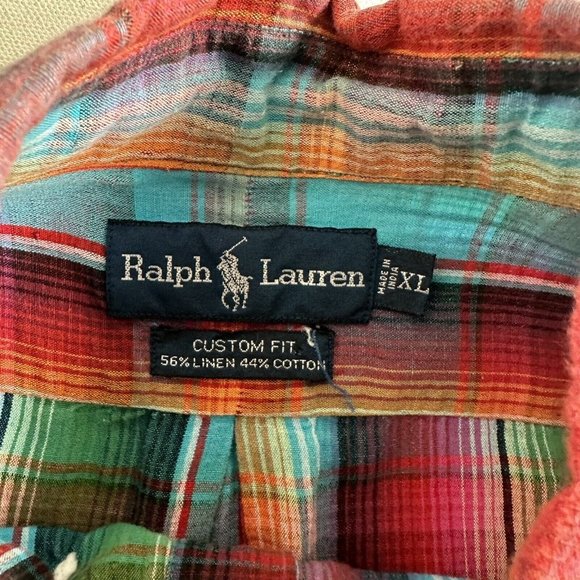 Ralph Lauren
MADE IN
INDIA
XL
CUSTOM FIT
56% LINEN 44% COTTON